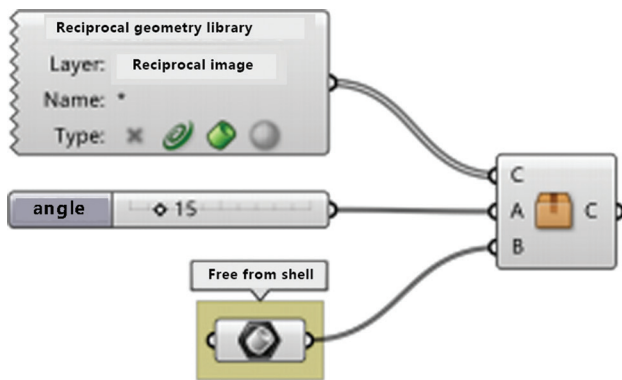 Reciprocal geometry library
Layer: Reciprocal image
Name: *
Type:
angle
15
Free from shell
C
A
B
C